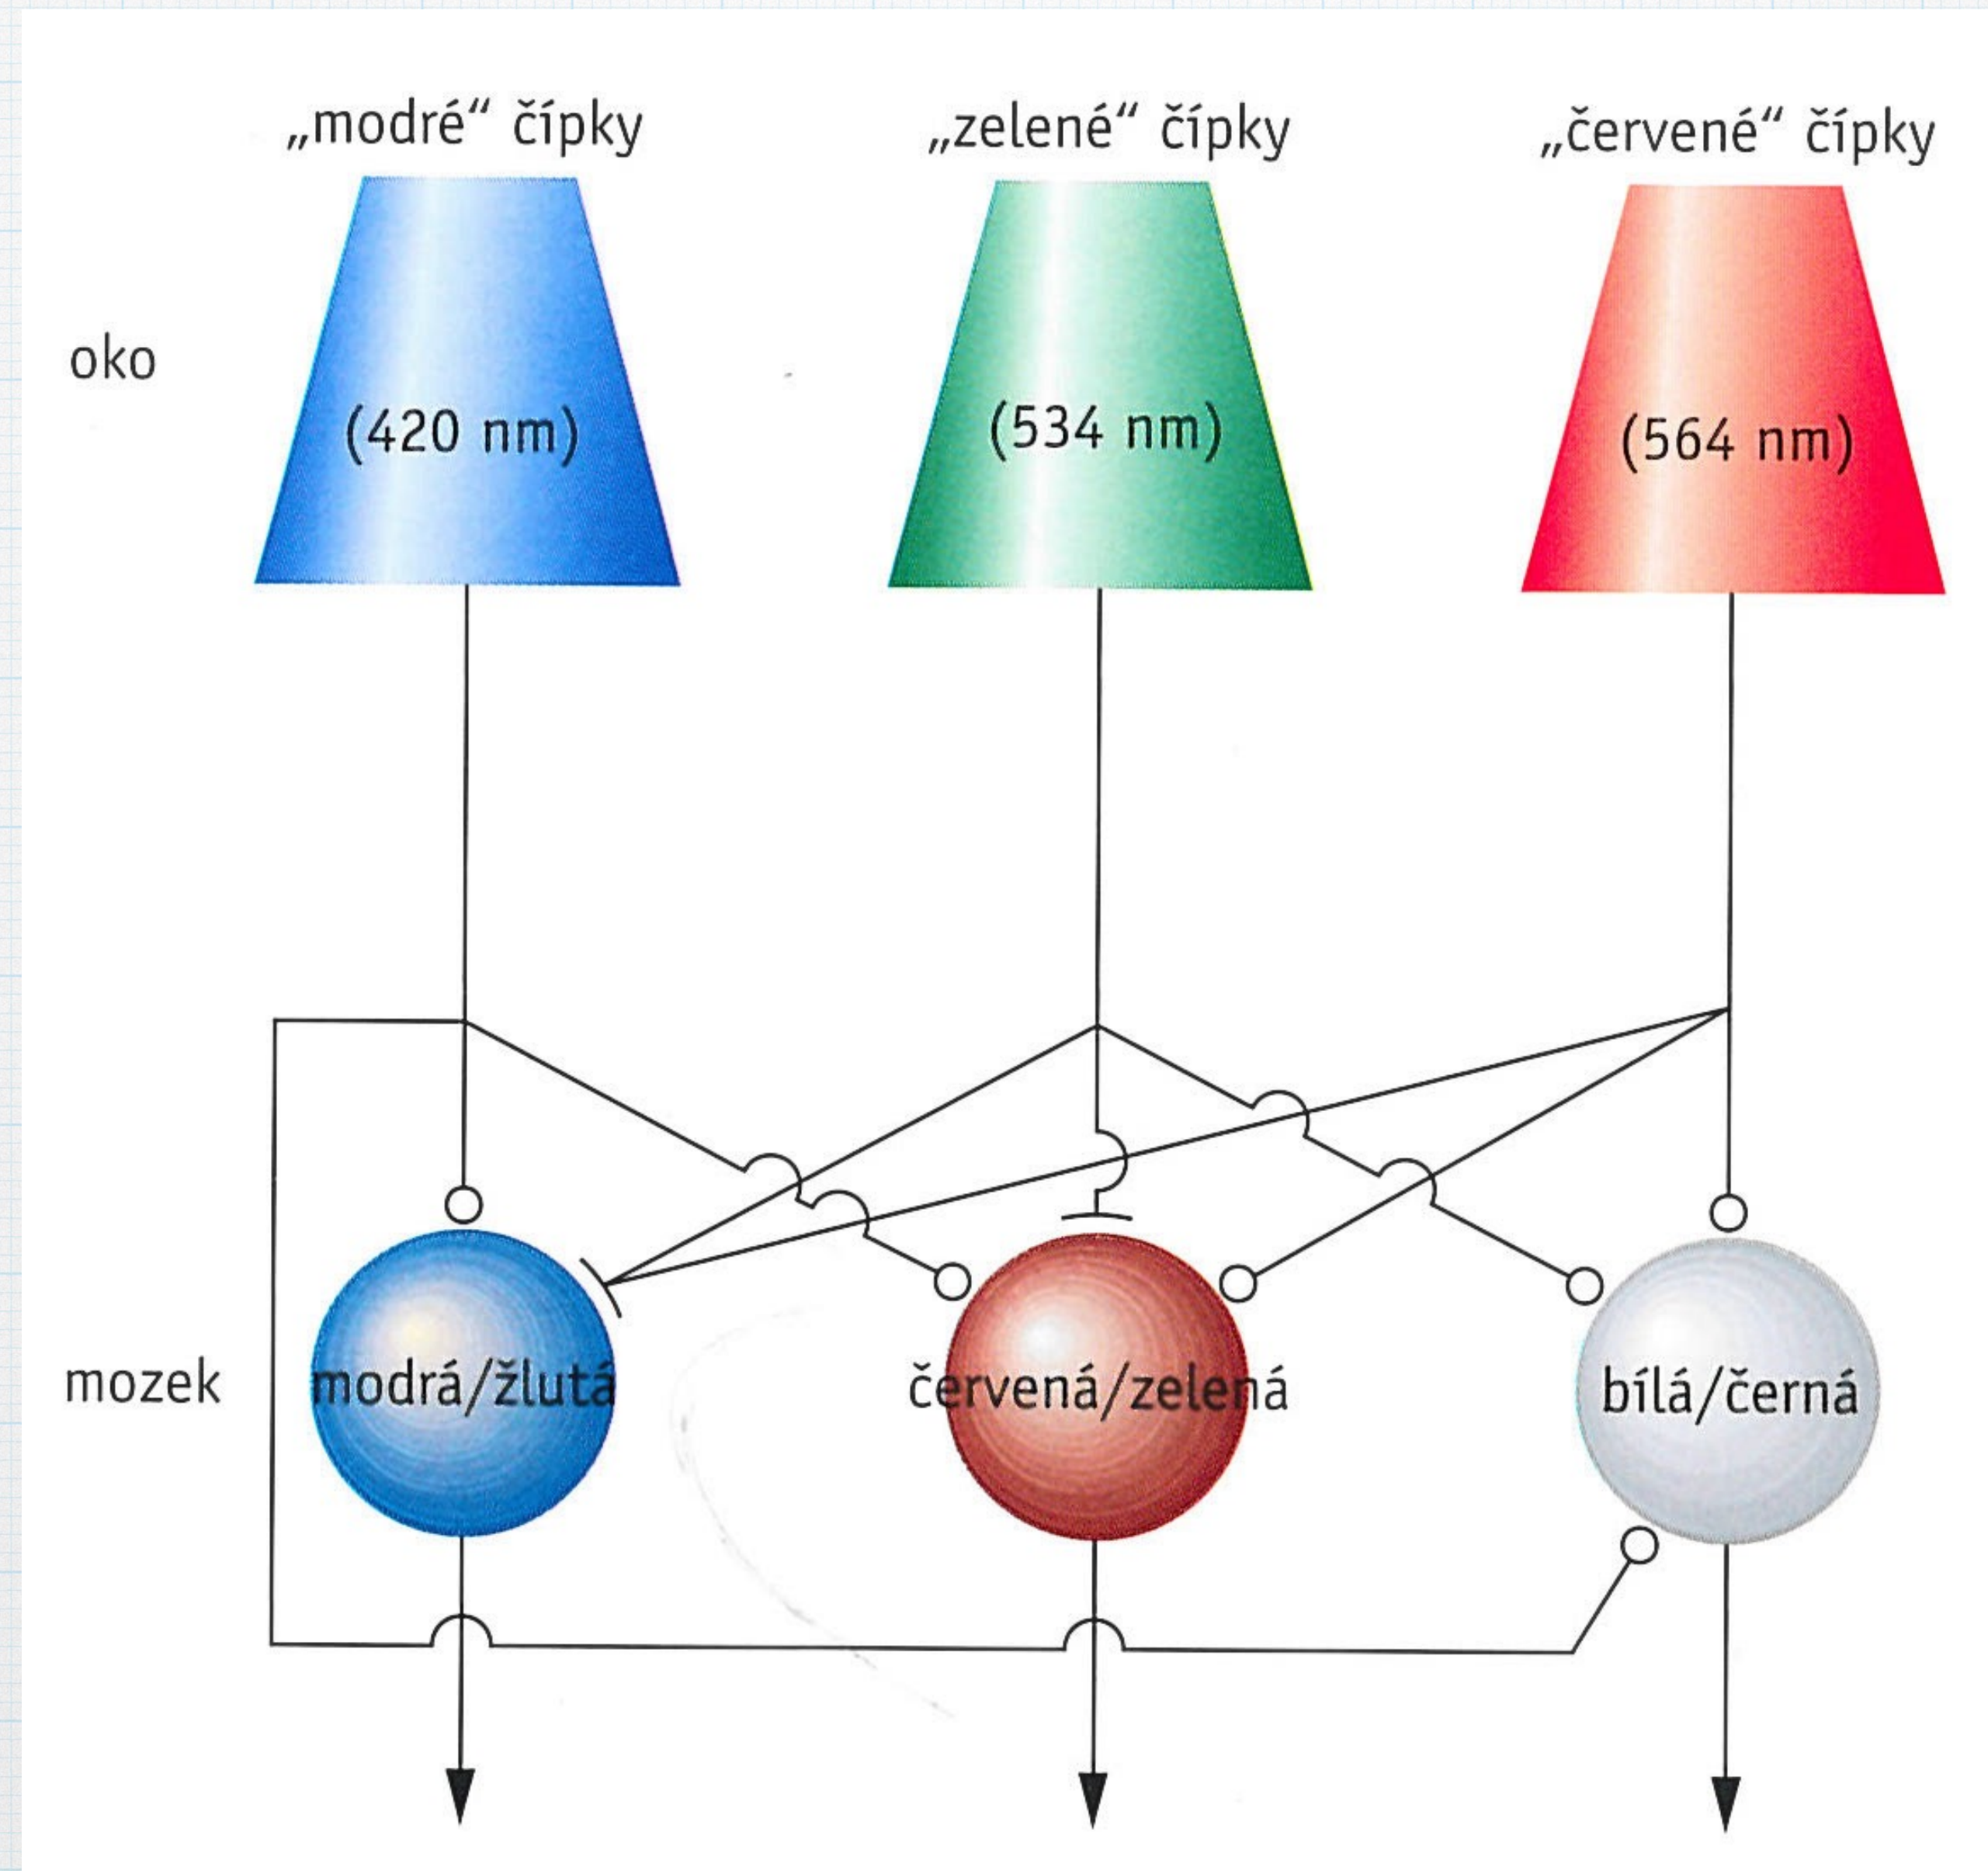 „modré“ čípky
„zelené“ čípky
„červené“ čípky
oko
(420 nm)
(534 nm)
(564 nm)
mozek
modrá/žlutá
červená/zelená
bílá/černá